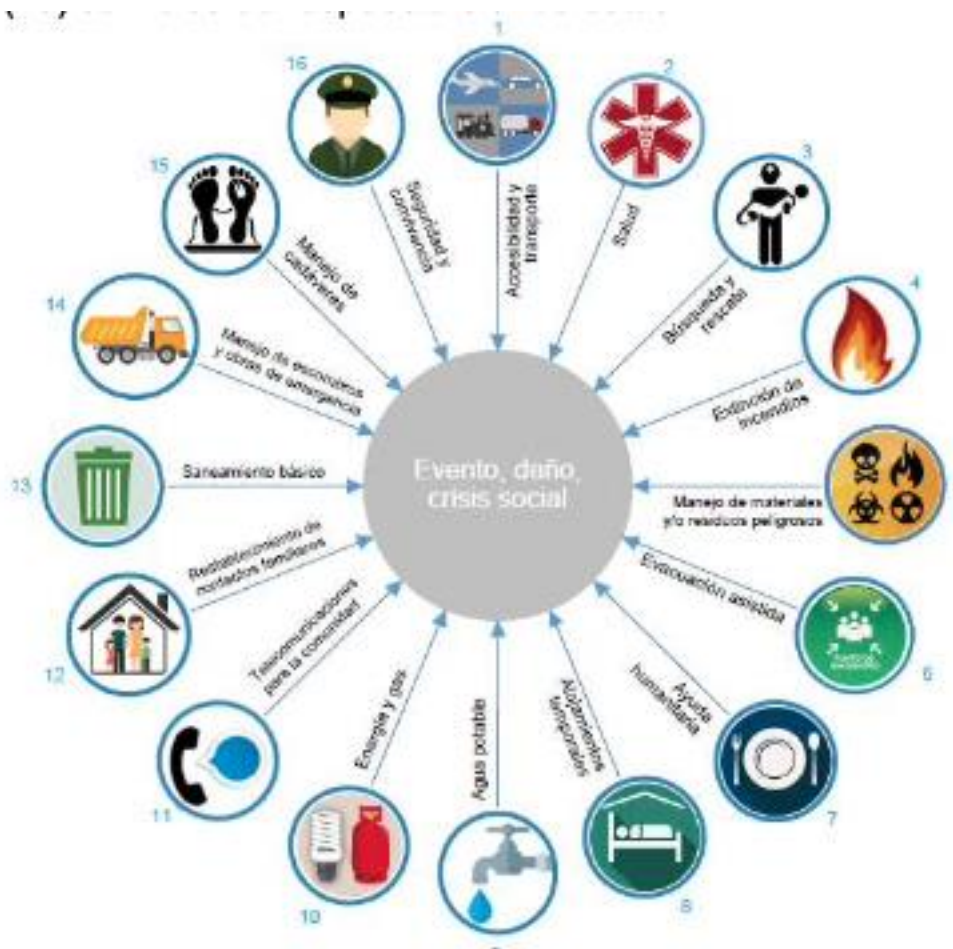 1
Accesibilidad y
transporte
2
Salud
3
Búsqueda y
rescate
4
Extinción de
incendios
Manejo de materiales
y/o residuos peligrosos
6
Evacuación asistida
7
Ayuda
humanitaria
8
Alojamientos
temporales
Agua potable
10
Energía y gas
11
Telecomunicaciones
para la comunidad
12
Restablecimiento de
contactos familiares
13
Saneamiento básico
14
Manejo de escombros
y obras de emergencia
15
Manejo de
cadáveres
16
Seguridad y
convivencia
Evento, daño,
crisis social